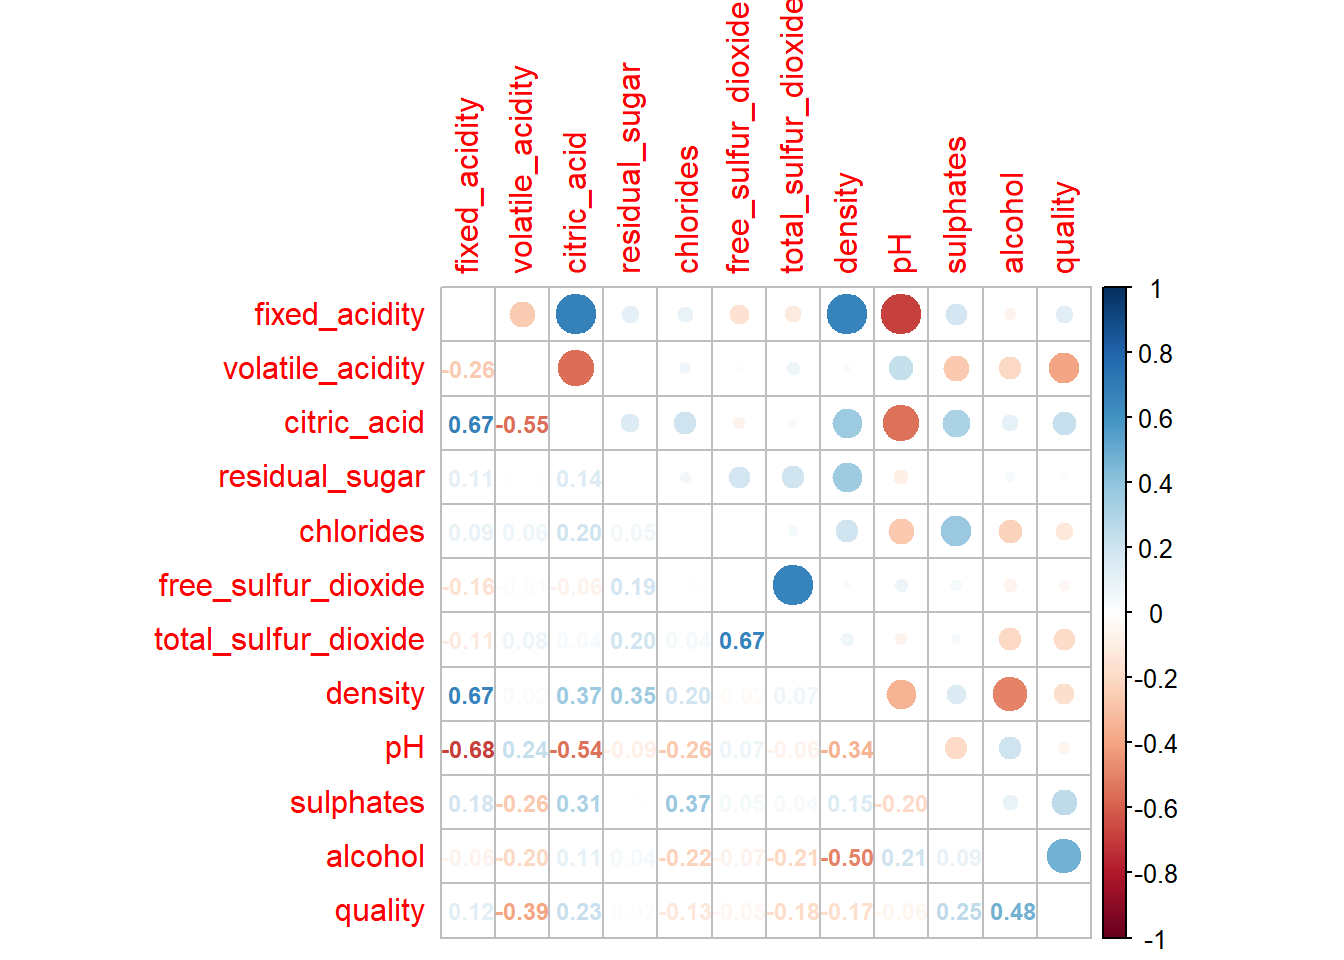 fixed_acidity volatile_acidity citric_acid residual_sugar chlorides free_sulfur_dioxide total_sulfur_dioxide density pH sulphates alcohol quality
fixed_acidity
volatile_acidity -0.26
citric_acid 0.67 -0.55
residual_sugar 0.11 0.14
chlorides 0.09 0.06 0.20 0.05
free_sulfur_dioxide -0.16 -0.06 0.19
total_sulfur_dioxide -0.11 0.08 0.04 0.20 0.04 0.67
density 0.67 0.02 0.37 0.35 0.20 -0.02 0.07
pH -0.68 0.24 -0.54 -0.09 -0.26 0.07 -0.06 -0.34
sulphates 0.18 -0.26 0.31 0.37 0.05 0.04 0.15 -0.20
alcohol -0.06 -0.20 0.11 0.04 -0.22 -0.07 -0.21 -0.50 0.21 0.09
quality 0.12 -0.39 0.23 0.02 -0.13 -0.05 -0.18 -0.17 -0.06 0.25 0.48
1
0.8
0.6
0.4
0.2
0
-0.2
-0.4
-0.6
-0.8
-1